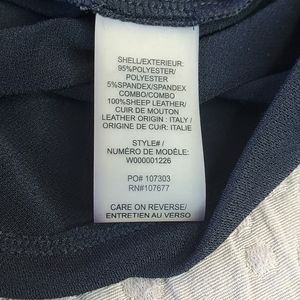 SHELL/EXTERIEUR:
95%POLYESTER/
POLYESTER
5%SPANDEX/SPANDEX
COMBO/COMBO
100%SHEEP LEATHER/
CUIR DE MOUTON
LEATHER ORIGIN : ITALY /
ORIGINE DE CUIR: ITALIE
STYLE# /
NUMÉRO DE MODÈLE:
W000001226
PO# 107303
RN#107677
CARE ON REVERSE/
ENTRETIEN AU VERSO